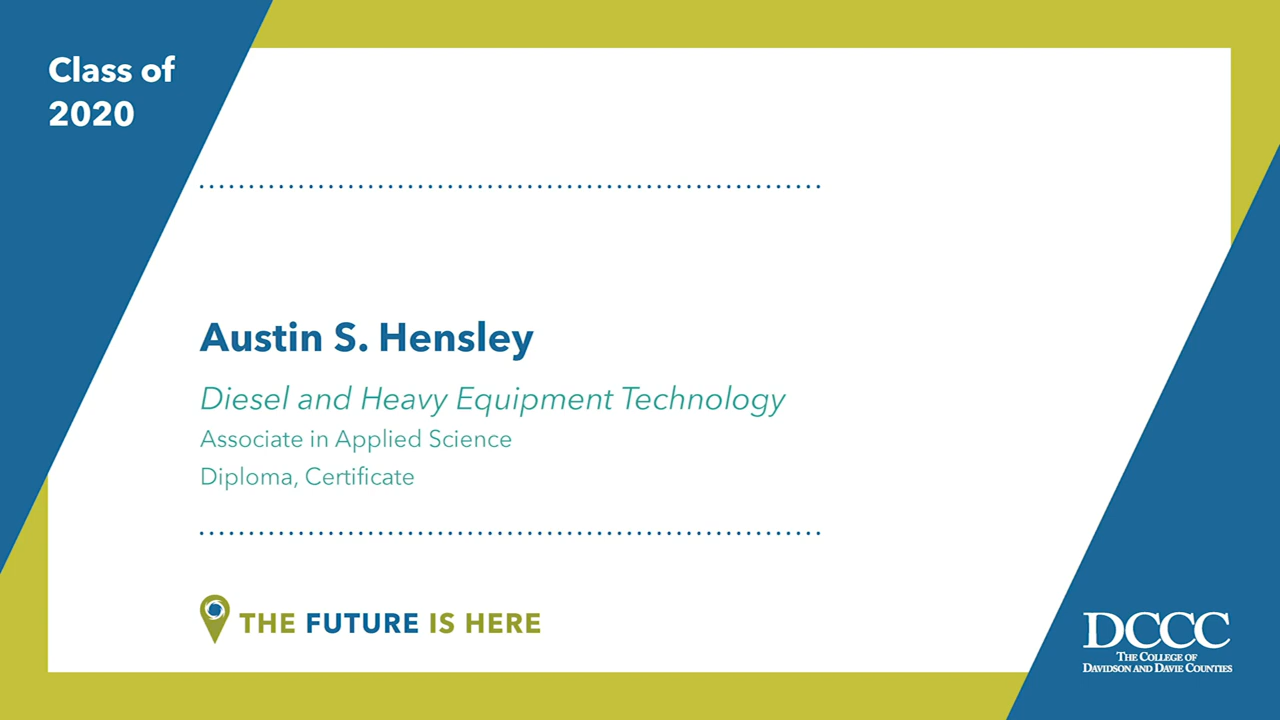 Class of
2020
Austin S. Hensley
Diesel and Heavy Equipment Technology
Associate in Applied Science
Diploma, Certificate
THE FUTURE IS HERE
DCCC
THE COLLEGE OF
DAVIDSON AND DAVIE COUNTIES